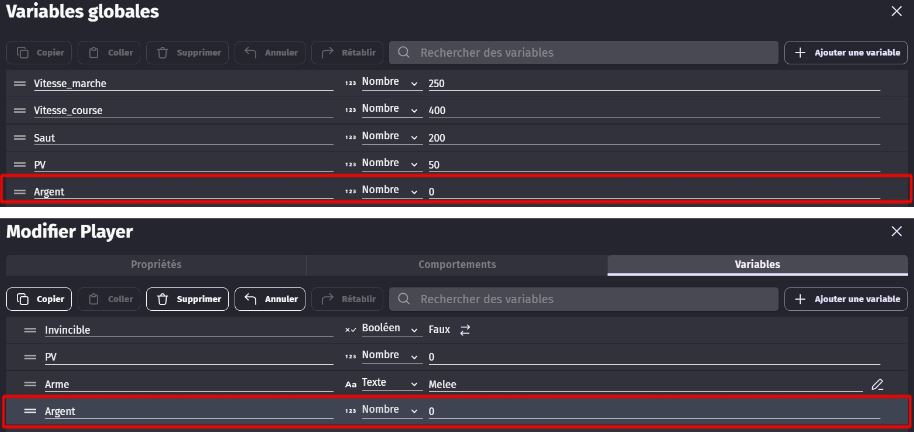 Variables globales
Copier Coller Supprimer Annuler Rétablir Rechercher des variables Ajouter une variable
Vitesse_marche 123 Nombre 250
Vitesse_course 123 Nombre 400
Saut 123 Nombre 200
PV 123 Nombre 50
Argent 123 Nombre 0
Modifier Player
Propriétés Comportements Variables
Copier Coller Supprimer Annuler Rétablir Rechercher des variables Ajouter une variable
Invincible Booléen Faux
PV 123 Nombre 0
Arme Aa Texte Melee
Argent 123 Nombre 0